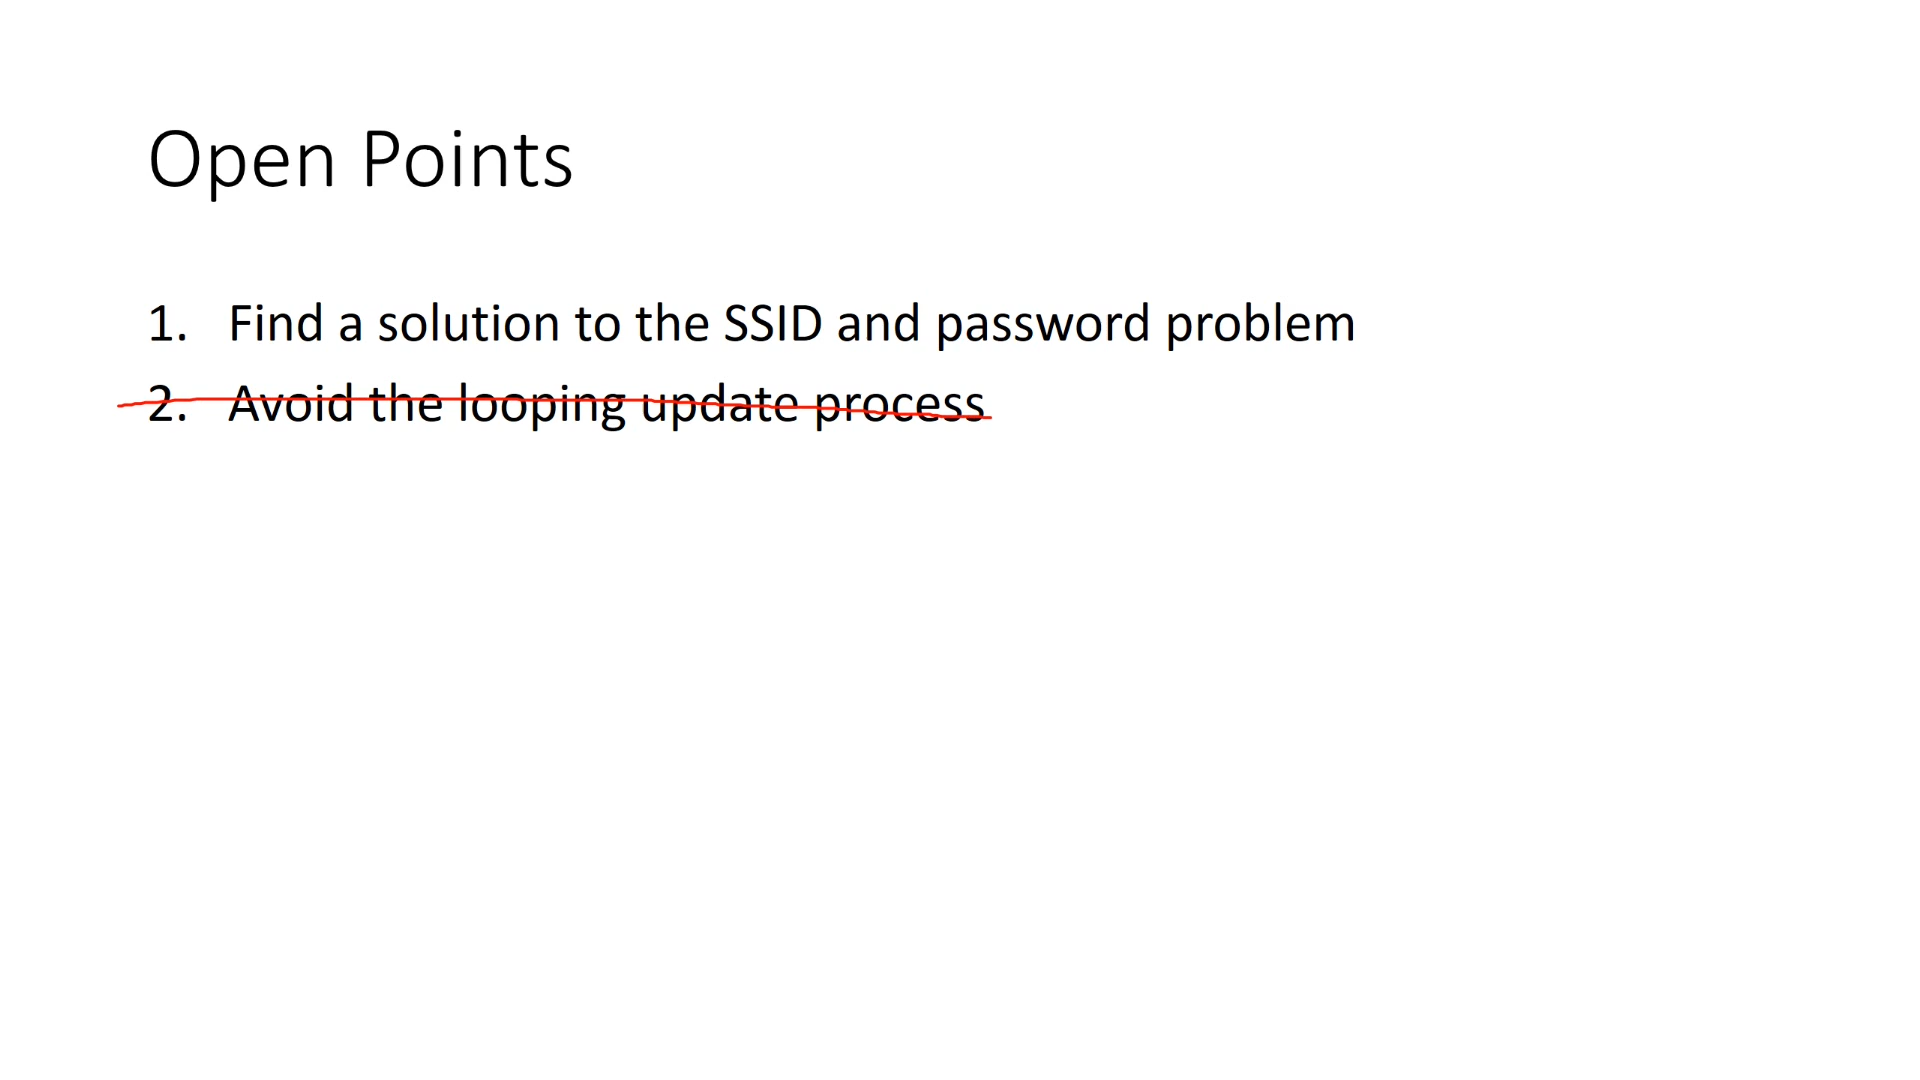 Open Points
1. Find a solution to the SSID and password problem
2. Avoid the looping update process